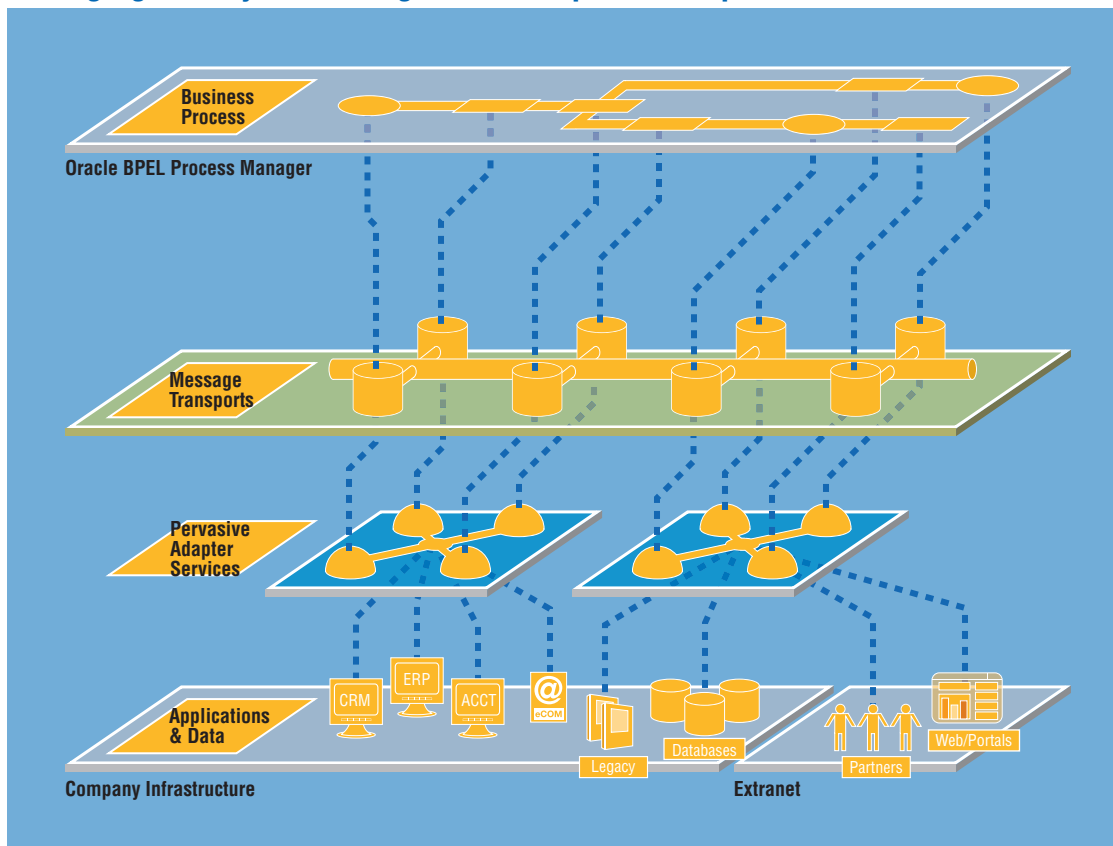 Business
Process
Oracle BPEL Process Manager
Message
Transports
Pervasive
Adapter
Services
CRM
ERP
ACCT
@
eCOM
Applications
& Data
Legacy
Databases
Partners
Web/Portals
Company Infrastructure
Extranet